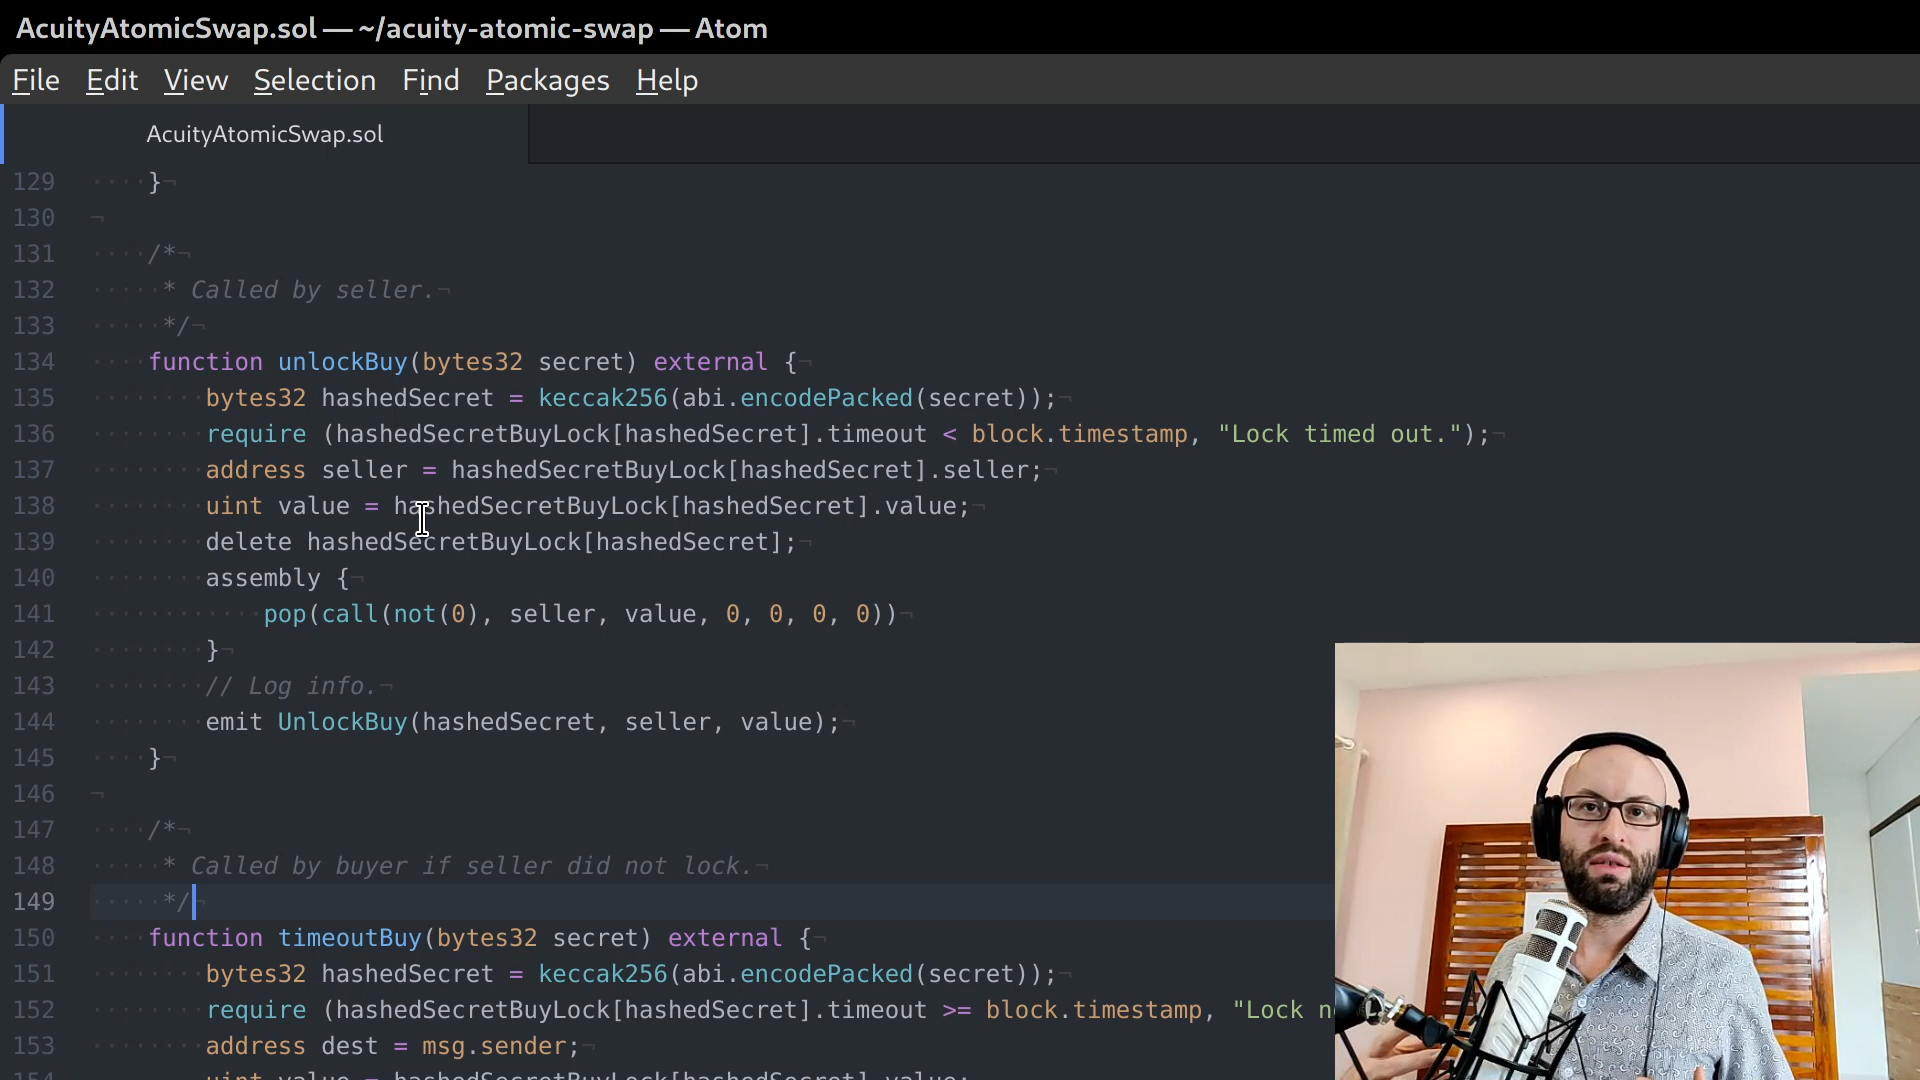 AcuityAtomicSwap.sol — ~/acuity-atomic-swap — Atom
File Edit View Selection Find Packages Help
AcuityAtomicSwap.sol
129 }
130
131 /*
132 * Called by seller.
133 */
134 function unlockBuy(bytes32 secret) external {
135 bytes32 hashedSecret = keccak256(abi.encodePacked(secret));
136 require (hashedSecretBuyLock[hashedSecret].timeout < block.timestamp, "Lock timed out.");
137 address seller = hashedSecretBuyLock[hashedSecret].seller;
138 uint value = hashedSecretBuyLock[hashedSecret].value;
139 delete hashedSecretBuyLock[hashedSecret];
140 assembly {
141 pop(call(not(0), seller, value, 0, 0, 0, 0))
142 }
143 // Log info.
144 emit UnlockBuy(hashedSecret, seller, value);
145 }
146
147 /*
148 * Called by buyer if seller did not lock.
149 */
150 function timeoutBuy(bytes32 secret) external {
151 bytes32 hashedSecret = keccak256(abi.encodePacked(secret));
152 require (hashedSecretBuyLock[hashedSecret].timeout >= block.timestamp, "Lock
153 address dest = msg.sender;
154 uint value = hashedSecretBuyLock[hashedSecret].value;